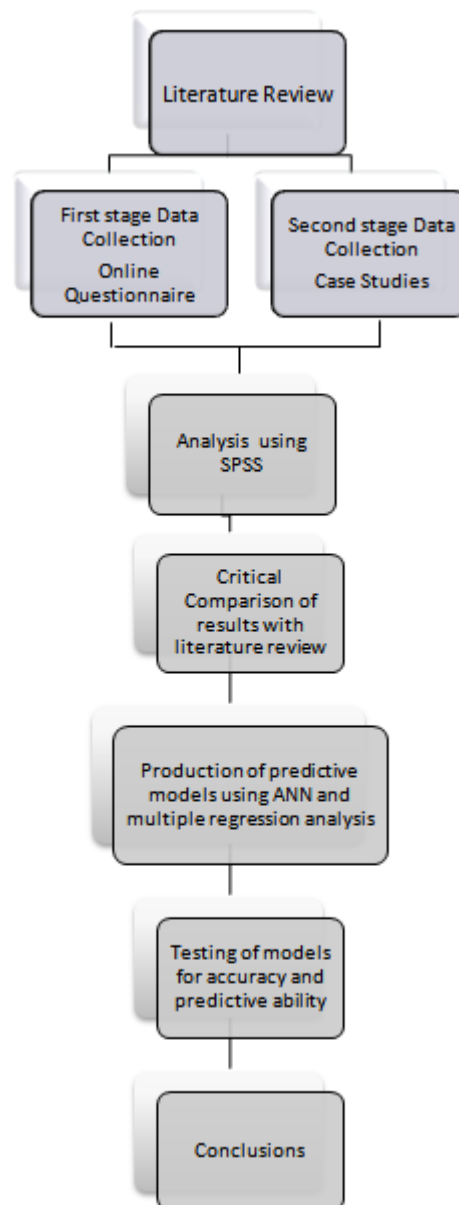 Literature Review
First stage Data
Collection
Online
Questionnaire
Second stage Data
Collection
Case Studies
Analysis using
SPSS
Critical
Comparison of
results with
literature review
Production of predictive
models using ANN and
multiple regression analysis
Testing of models
for accuracy and
predictive ability
Conclusions